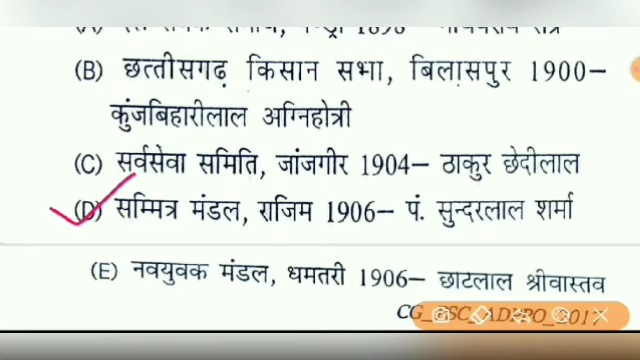 (B) छत्तीसगढ़ किसान सभा, बिलासपुर 1900–
कुंजबिहारीलाल अग्निहोत्री
(C) सर्वसेवा समिति, जांजगीर 1904– ठाकुर छेदीलाल
(D) सम्मित्र मंडल, राजिम 1906– पं. सुन्दरलाल शर्मा
(E) नवयुवक मंडल, धमतरी 1906– छाटलाल श्रीवास्तव